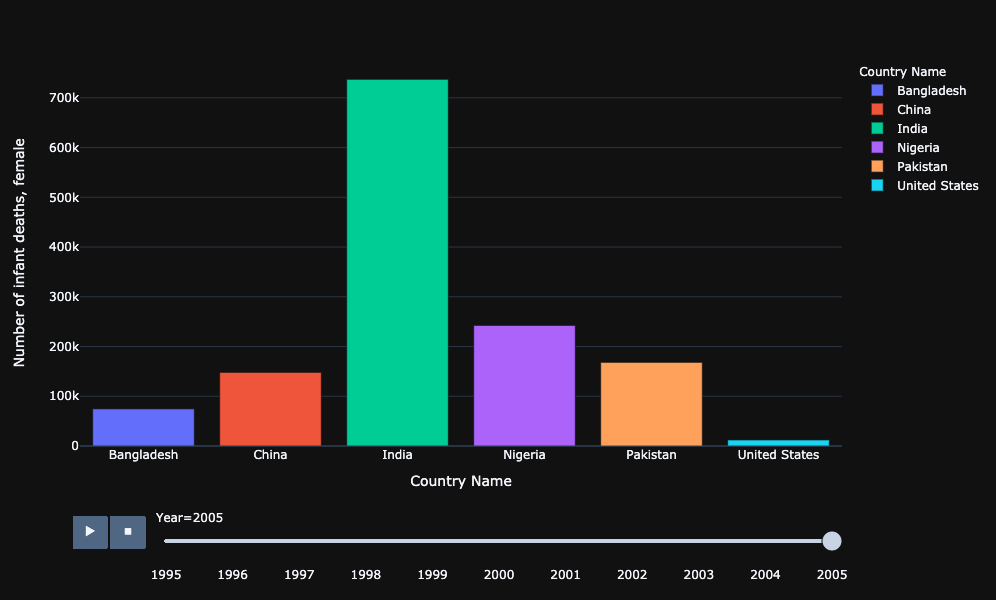 Country Name
Bangladesh
China
India
Nigeria
Pakistan
United States
Number of infant deaths, female
700k
600k
500k
400k
300k
200k
100k
0
Bangladesh China India Nigeria Pakistan United States
Country Name
Year=2005
1995 1996 1997 1998 1999 2000 2001 2002 2003 2004 2005